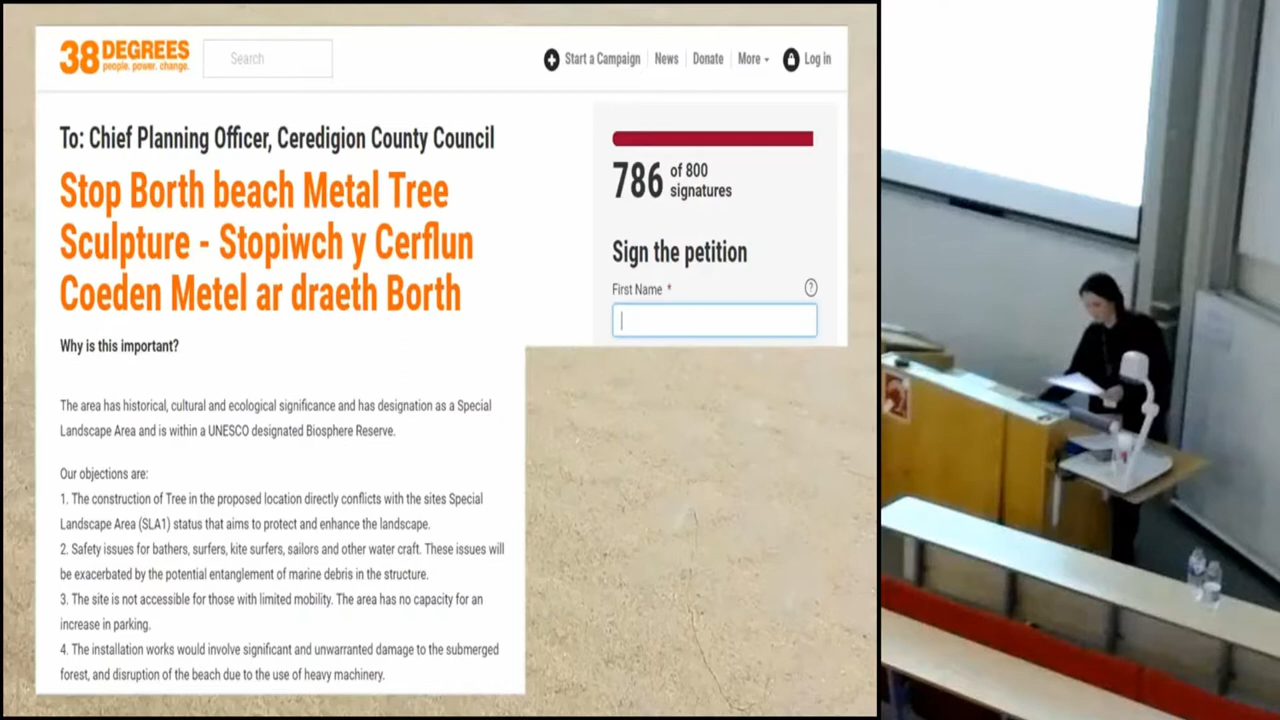 38 DEGREES
people. power. change.
Search
Start a Campaign
News
Donate
More
Log in
To: Chief Planning Officer, Ceredigion County Council
Stop Borth beach Metal Tree
Sculpture - Stopiwch y Cerflun
Coeden Metel ar draeth Borth
Why is this important?
The area has historical, cultural and ecological significance and has designation as a Special
Landscape Area and is within a UNESCO designated Biosphere Reserve.
Our objections are:
1. The construction of Tree in the proposed location directly conflicts with the sites Special
Landscape Area (SLA1) status that aims to protect and enhance the landscape.
2. Safety issues for bathers, surfers, kite surfers, sailors and other water craft. These issues will
be exacerbated by the potential entanglement of marine debris in the structure.
3. The site is not accessible for those with limited mobility. The area has no capacity for an
increase in parking.
4. The installation works would involve significant and unwarranted damage to the submerged
forest, and disruption of the beach due to the use of heavy machinery.
786 of 800
signatures
Sign the petition
First Name * ?